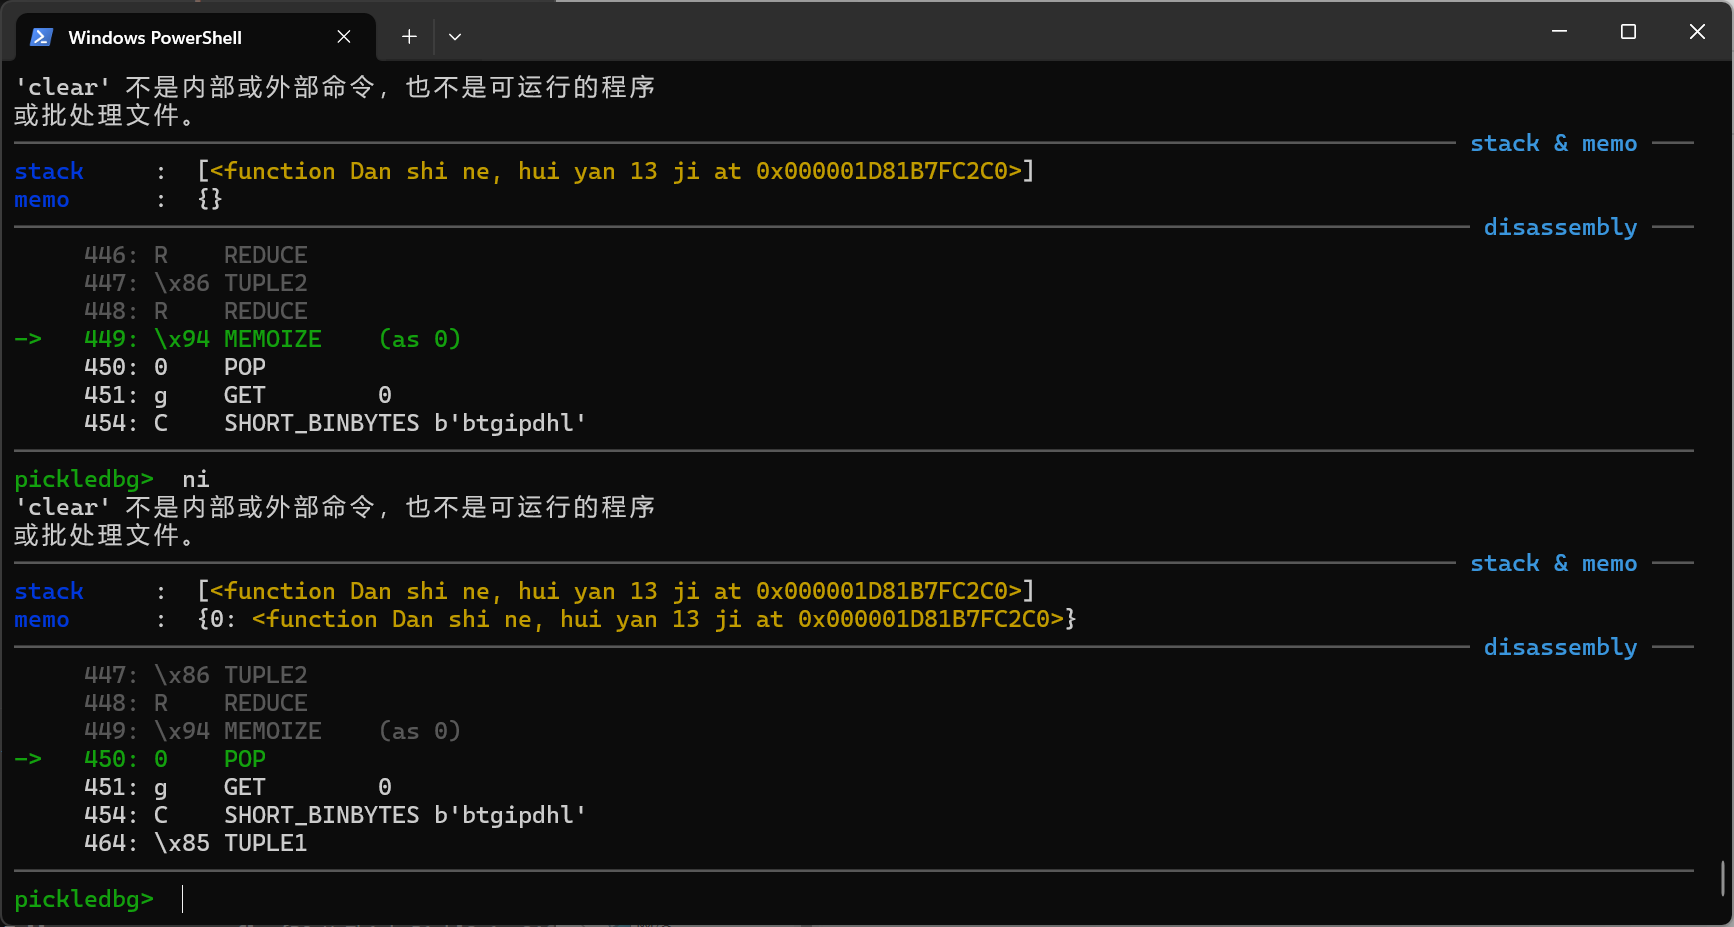 Windows PowerShell
'clear' 不是内部或外部命令，也不是可运行的程序
或批处理文件。
stack & memo
stack : [<function Dan shi ne, hui yan 13 ji at 0x000001D81B7FC2C0>]
memo : {}
disassembly
446: R REDUCE
447: \x86 TUPLE2
448: R REDUCE
-> 449: \x94 MEMOIZE (as 0)
450: 0 POP
451: g GET 0
454: C SHORT_BINBYTES b'btgipdhl'
pickledbg> ni
'clear' 不是内部或外部命令，也不是可运行的程序
或批处理文件。
stack & memo
stack : [<function Dan shi ne, hui yan 13 ji at 0x000001D81B7FC2C0>]
memo : {0: <function Dan shi ne, hui yan 13 ji at 0x000001D81B7FC2C0>}
disassembly
447: \x86 TUPLE2
448: R REDUCE
449: \x94 MEMOIZE (as 0)
-> 450: 0 POP
451: g GET 0
454: C SHORT_BINBYTES b'btgipdhl'
464: \x85 TUPLE1
pickledbg>